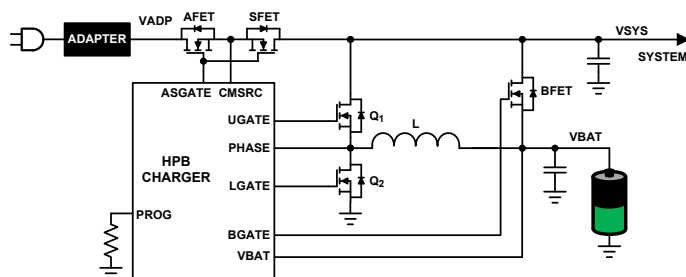 VADP
AFET
SFET
VSYS
ADAPTER
SYSTEM
ASGATE
CMSRC
BFET
UGATE
Q1
L
VBAT
PHASE
HPB
CHARGER
LGATE
Q2
PROG
BGATE
VBAT